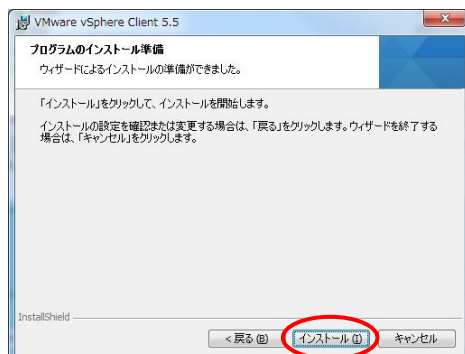 VMware vSphere Client 5.5
プログラムのインストール準備
ウィザードによるインストールの準備ができました。
「インストール」をクリックして、インストールを開始します。
インストールの設定を確認または変更する場合は、「戻る」をクリックします。ウィザードを終了する
場合は、「キャンセル」をクリックします。
InstallShield
< 戻る(B) インストール(I) キャンセル